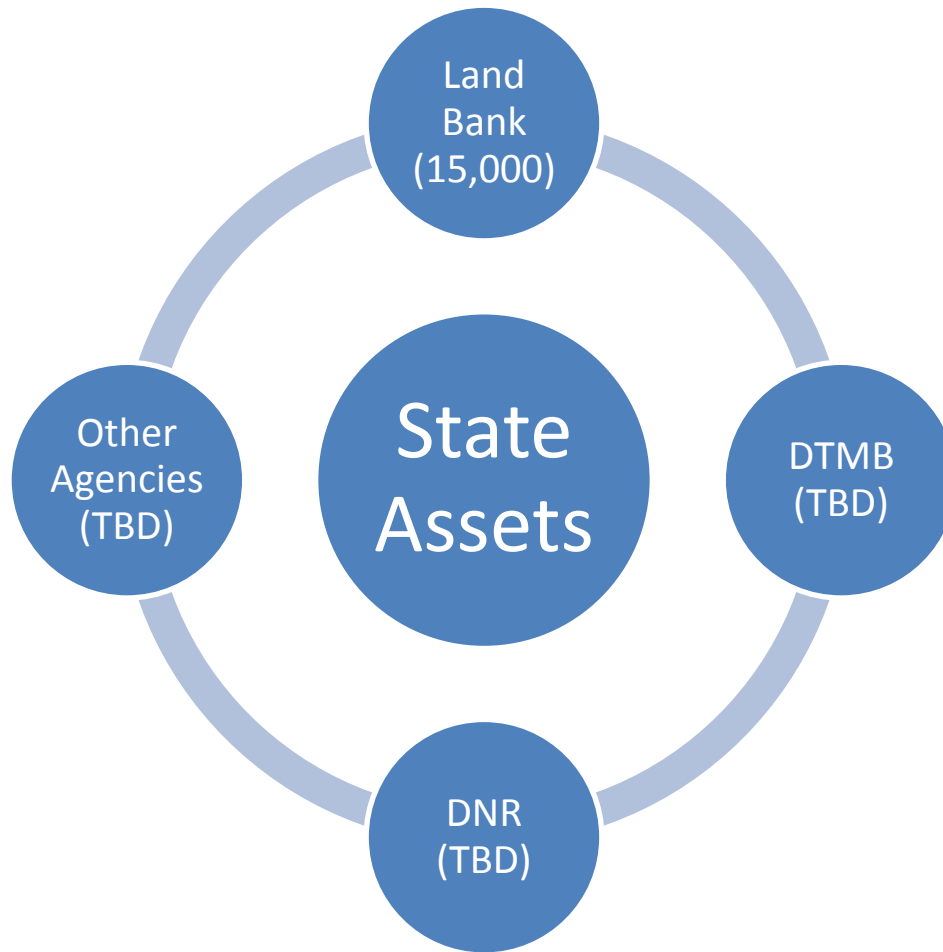 Land
Bank
(15,000)
Other
Agencies
(TBD)
State
Assets
DTMB
(TBD)
DNR
(TBD)